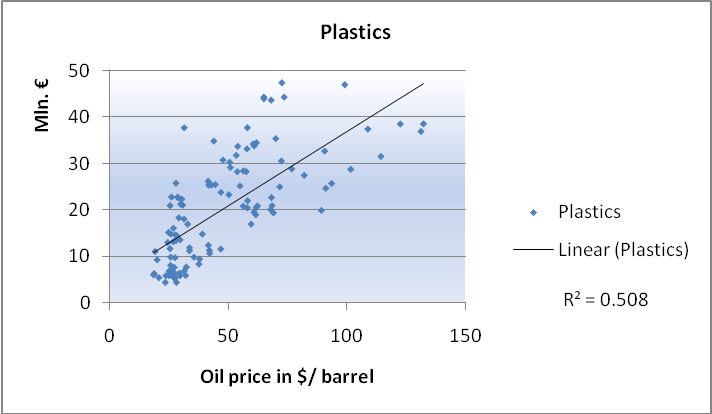 Plastics
Mln. €
50
40
30
20
10
0
0 50 100 150
Oil price in $/ barrel
Plastics
Linear (Plastics)
R² = 0.508